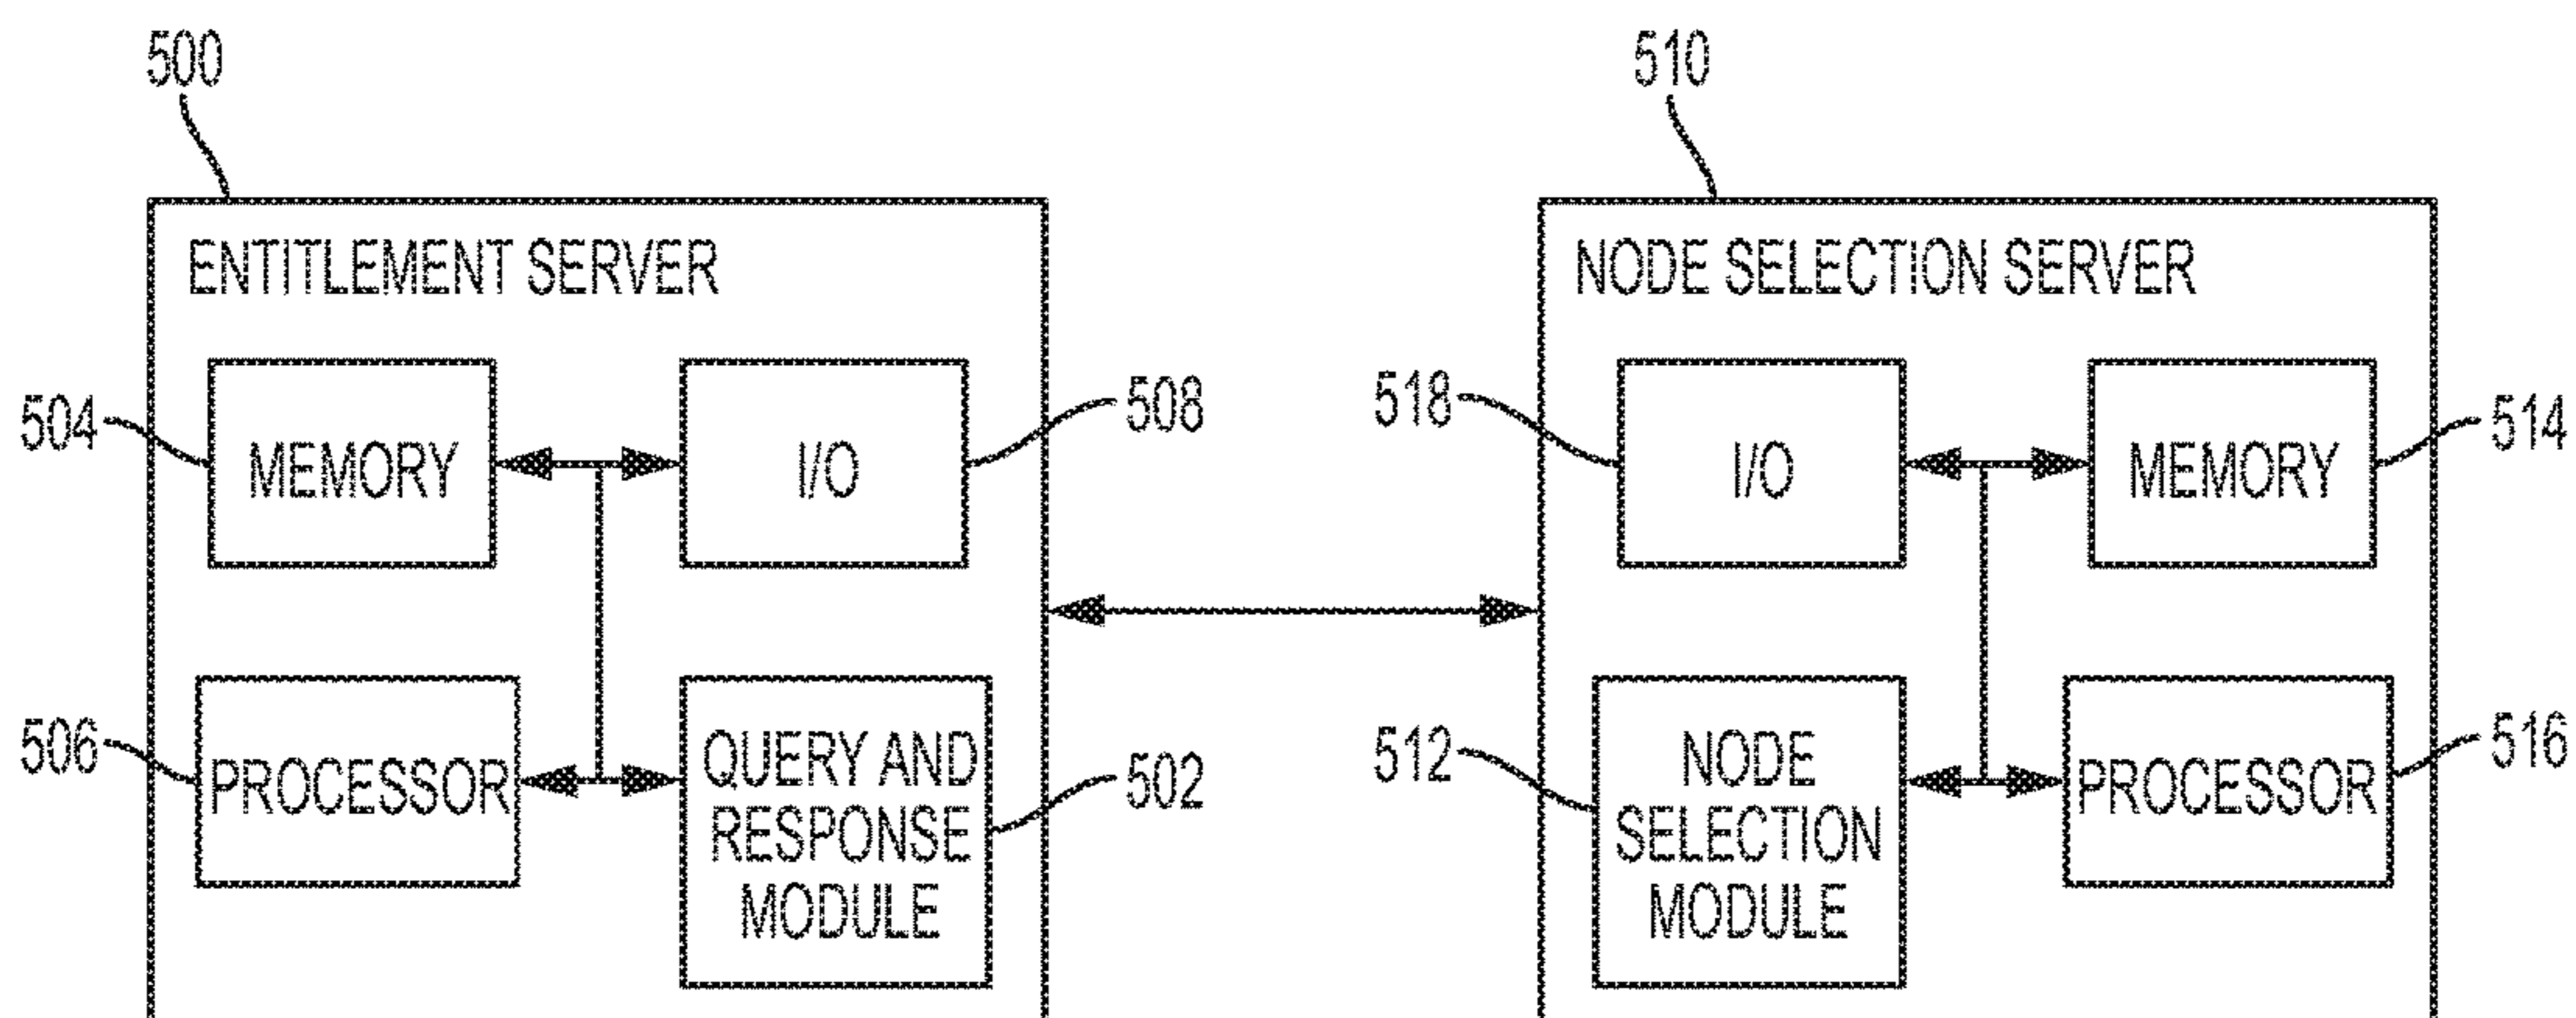 500
510
ENTITLEMENT SERVER
NODE SELECTION SERVER
504
MEMORY
I/O
508
518
I/O
MEMORY
514
506
PROCESSOR
QUERY AND
RESPONSE
MODULE
502
512
NODE
SELECTION
MODULE
PROCESSOR
516